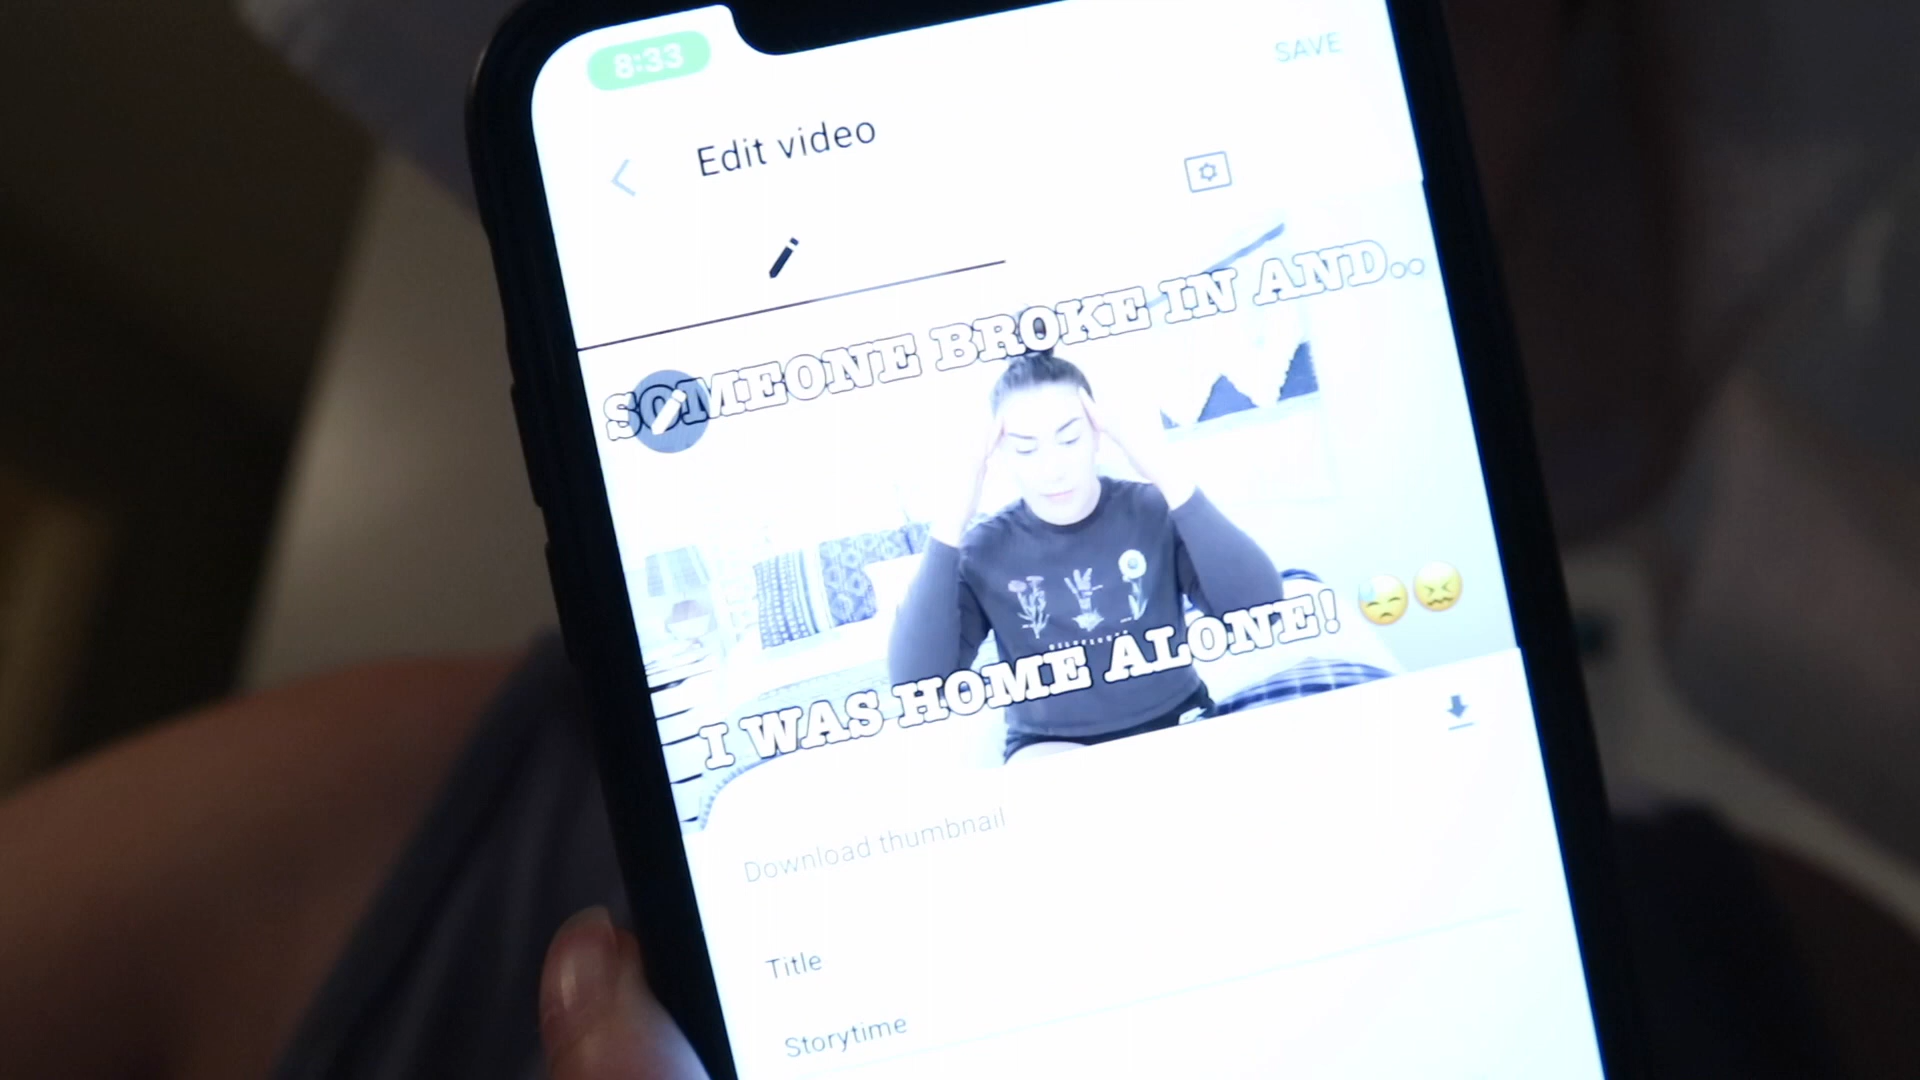 8:33
SAVE
Edit video
SOMEONE BROKE IN AND..
I WAS HOME ALONE! 😓😖
Download thumbnail
Title
Storytime